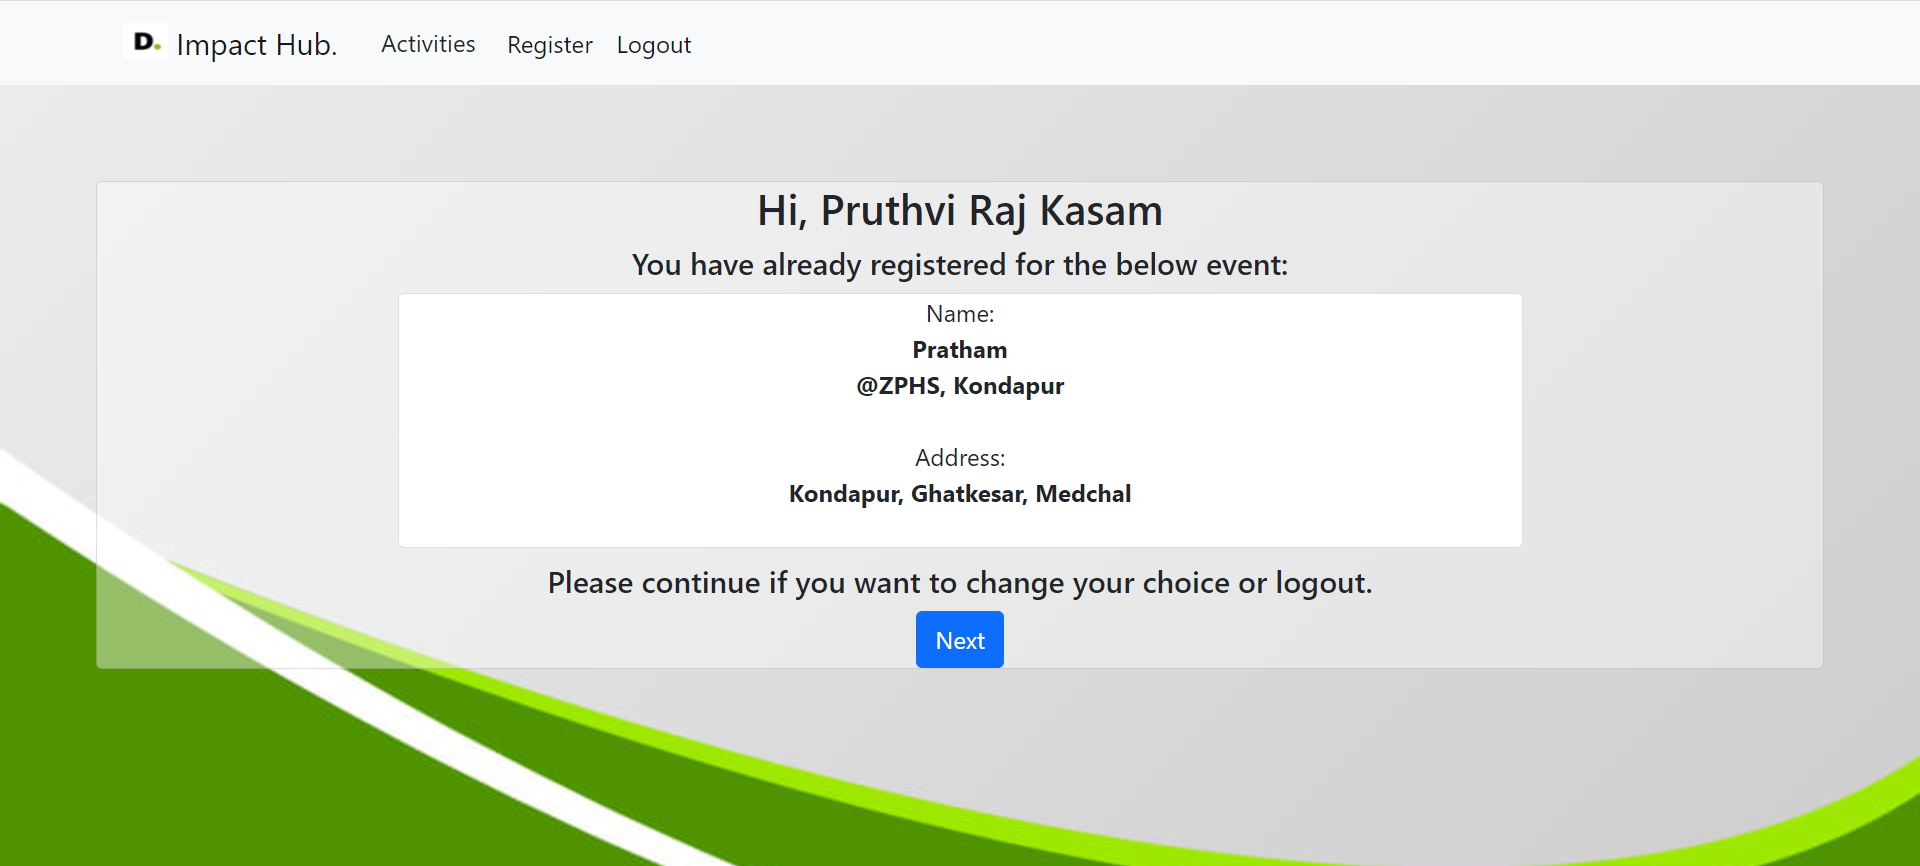 D. Impact Hub. Activities Register Logout
Hi, Pruthvi Raj Kasam
You have already registered for the below event:
Name:
Pratham
@ZPHS, Kondapur
Address:
Kondapur, Ghatkesar, Medchal
Please continue if you want to change your choice or logout.
Next